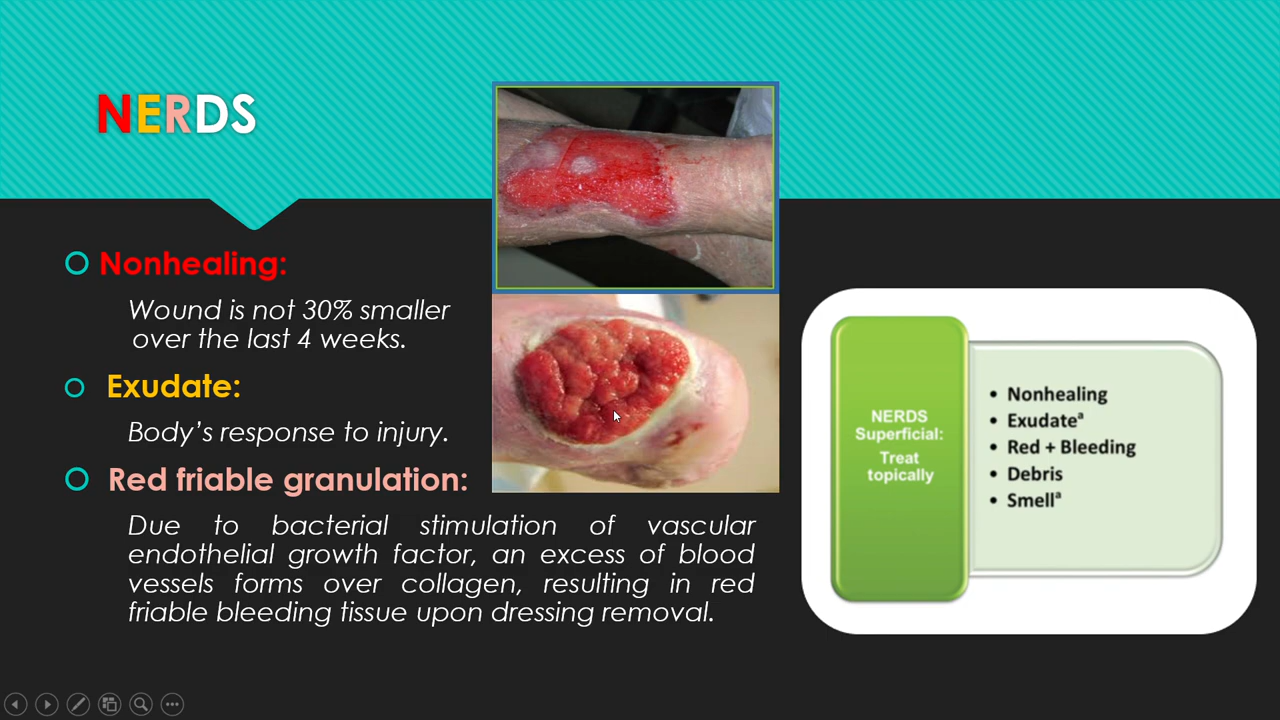 NERDS
Nonhealing:
Wound is not 30% smaller
over the last 4 weeks.
Exudate:
Body’s response to injury.
Red friable granulation:
Due to bacterial stimulation of vascular
endothelial growth factor, an excess of blood
vessels forms over collagen, resulting in red
friable bleeding tissue upon dressing removal.
NERDS
Superficial:
Treat
topically
• Nonhealing
• Exudateª
• Red + Bleeding
• Debris
• Smellª